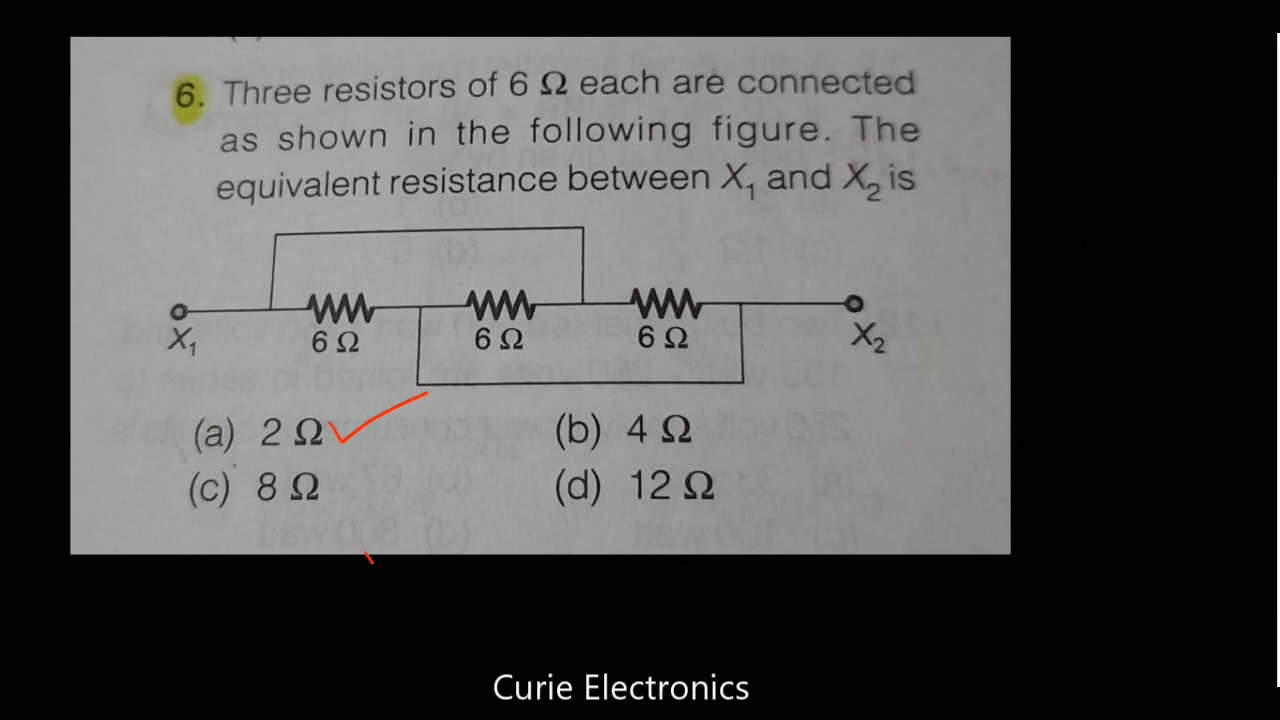 6. Three resistors of 6 Ω each are connected
as shown in the following figure. The
equivalent resistance between X₁ and X₂ is
X₁ 6 Ω 6 Ω 6 Ω X₂
(a) 2 Ω (b) 4 Ω
(c) 8 Ω (d) 12 Ω
Curie Electronics